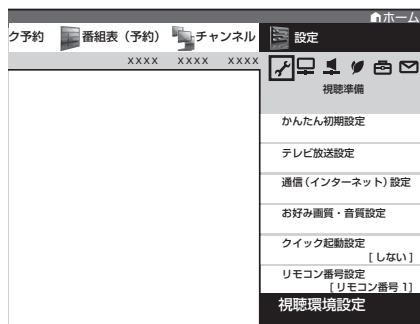 ホーム
ク予約 番組表（予約） チャンネル 設定
xxxx xxxx xxxx
視聴準備
かんたん初期設定
テレビ放送設定
通信（インターネット）設定
お好み画質・音質設定
クイック起動設定
[ しない ]
リモコン番号設定
[ リモコン番号 1]
視聴環境設定